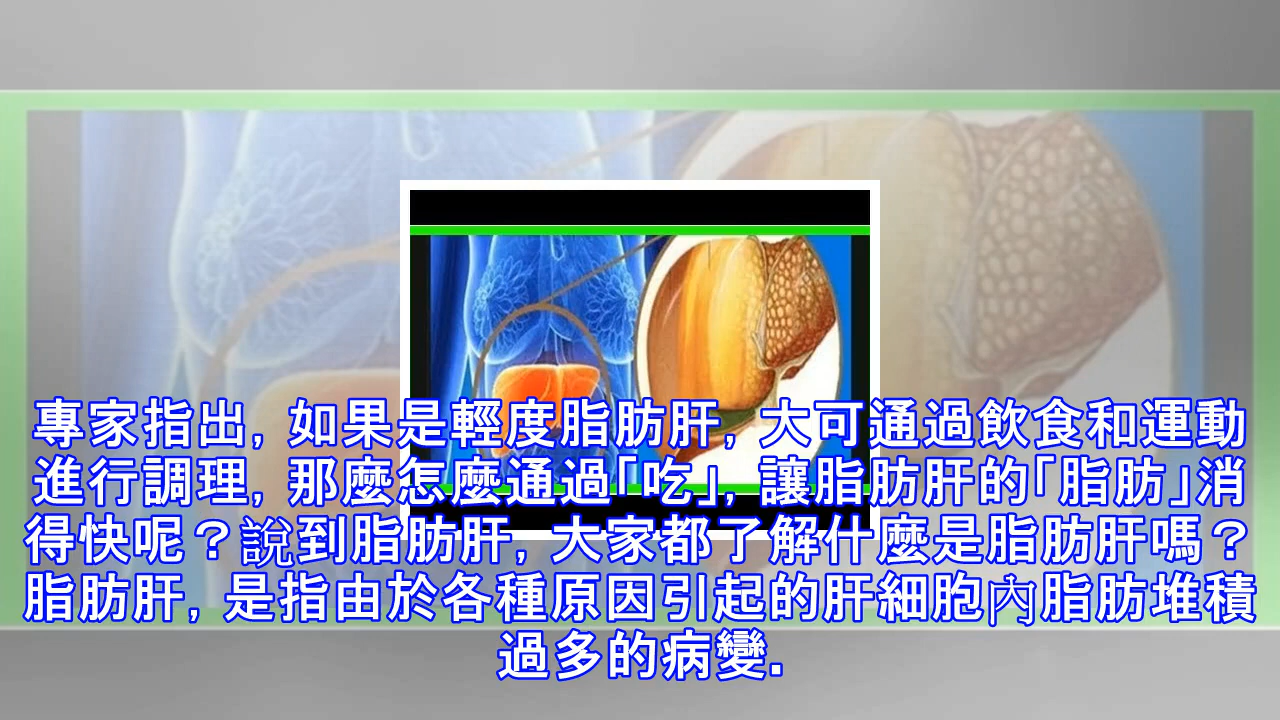 專家指出, 如果是輕度脂肪肝, 大可通過飲食和運動
進行調理, 那麼怎麼通過「吃」, 讓脂肪肝的「脂肪」消
得快呢？說到脂肪肝, 大家都了解什麼是脂肪肝嗎？
脂肪肝, 是指由於各種原因引起的肝細胞內脂肪堆積
過多的病變.